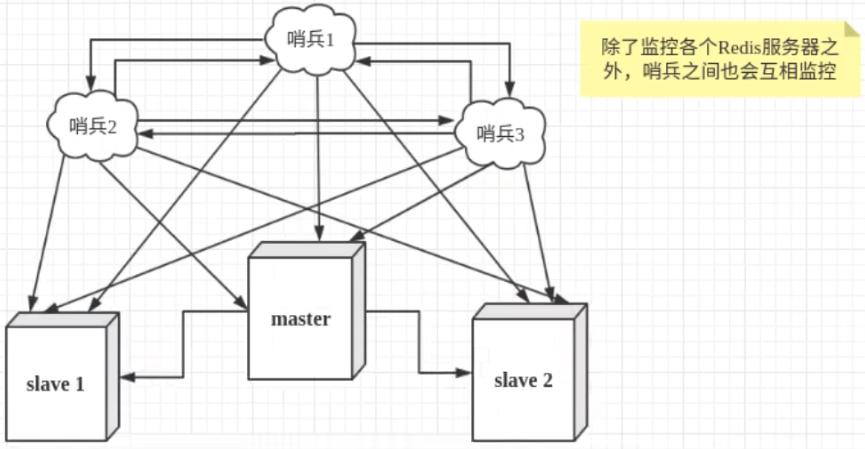 哨兵1
除了监控各个Redis服务器之
外，哨兵之间也会互相监控
哨兵2
哨兵3
master
slave 1
slave 2